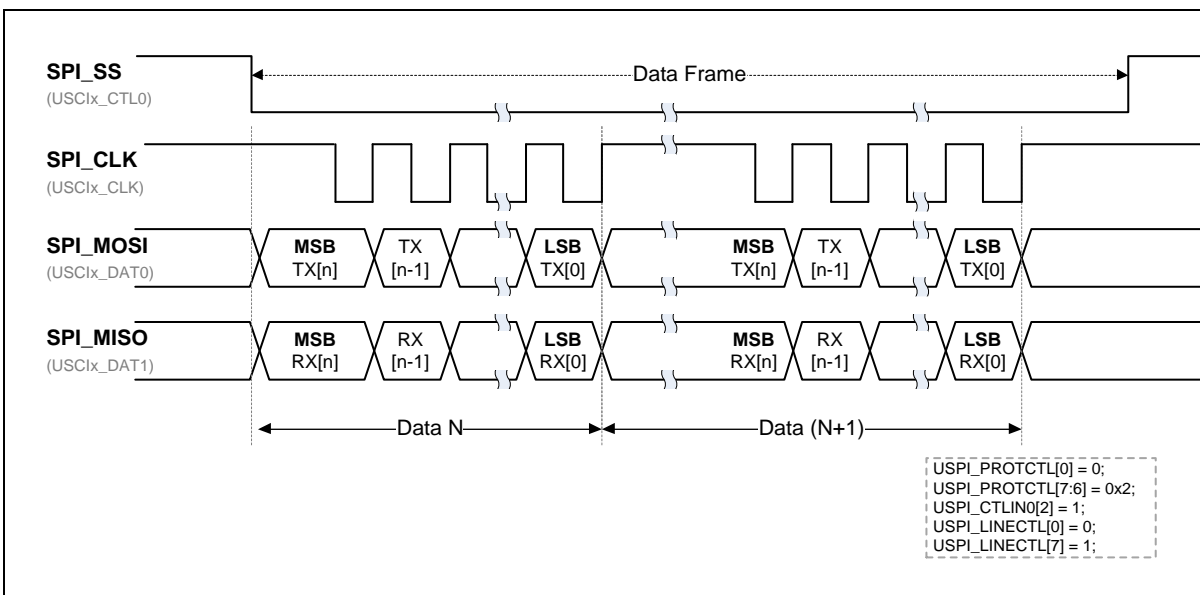 SPI_SS
(USCIx_CTL0)
Data Frame
SPI_CLK
(USCIx_CLK)
SPI_MOSI
(USCIx_DAT0)
MSB
TX[n]
TX
[n-1]
LSB
TX[0]
MSB
TX[n]
TX
[n-1]
LSB
TX[0]
SPI_MISO
(USCIx_DAT1)
MSB
RX[n]
RX
[n-1]
LSB
RX[0]
MSB
RX[n]
RX
[n-1]
LSB
RX[0]
Data N
Data (N+1)
USPI_PROTCTL[0] = 0;
USPI_PROTCTL[7:6] = 0x2;
USPI_CTLIN0[2] = 1;
USPI_LINECTL[0] = 0;
USPI_LINECTL[7] = 1;